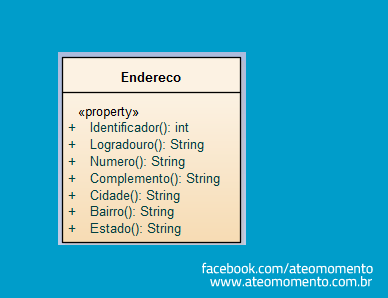 Endereco
«property»
+ Identificador(): int
+ Logradouro(): String
+ Numero(): String
+ Complemento(): String
+ Cidade(): String
+ Bairro(): String
+ Estado(): String
facebook.com/ateomomento
www.ateomomento.com.br